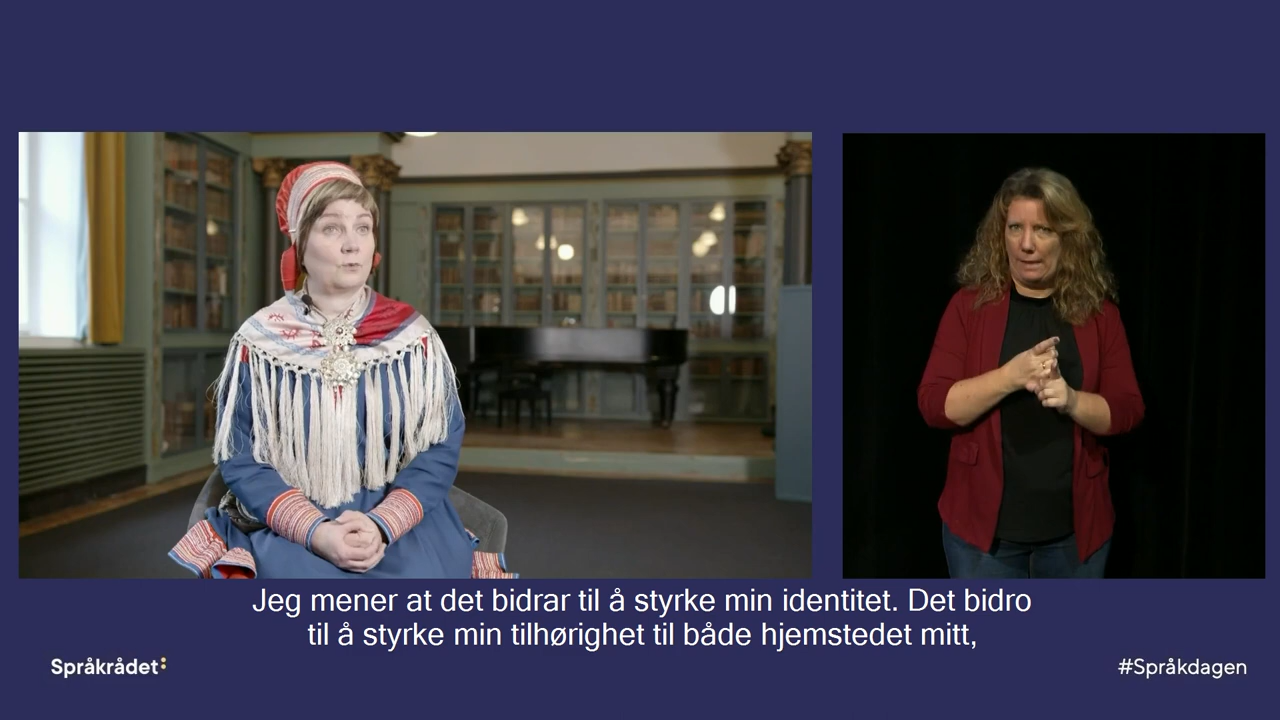 Jeg mener at det bidrar til å styrke min identitet. Det bidro
til å styrke min tilhørighet til både hjemstedet mitt,
Språkrådet:
#Språkdagen